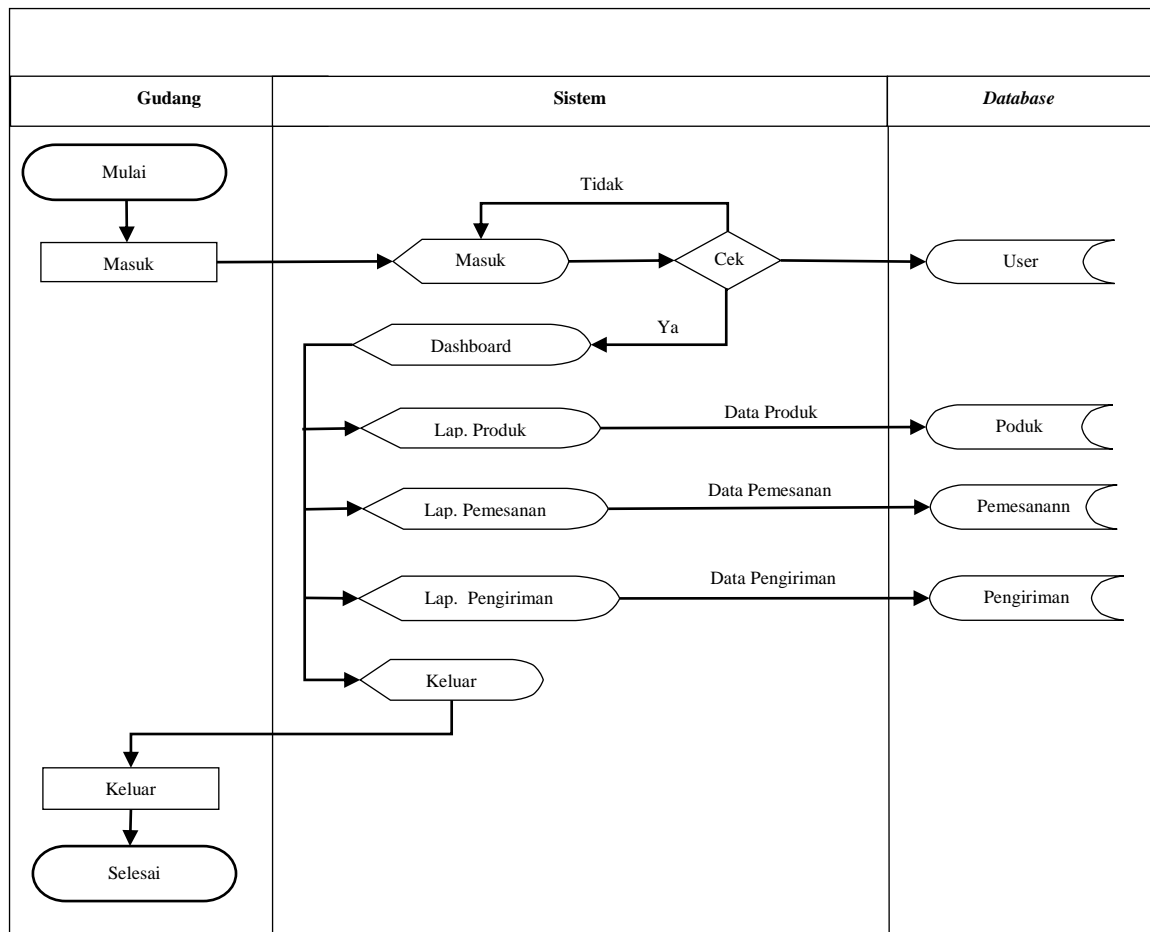 Gudang
Sistem
Database
Mulai
Tidak
Masuk
Masuk
Cek
User
Ya
Dashboard
Lap. Produk
Data Produk
Poduk
Lap. Pemesanan
Data Pemesanan
Pemesanann
Lap. Pengiriman
Data Pengiriman
Pengiriman
Keluar
Keluar
Selesai